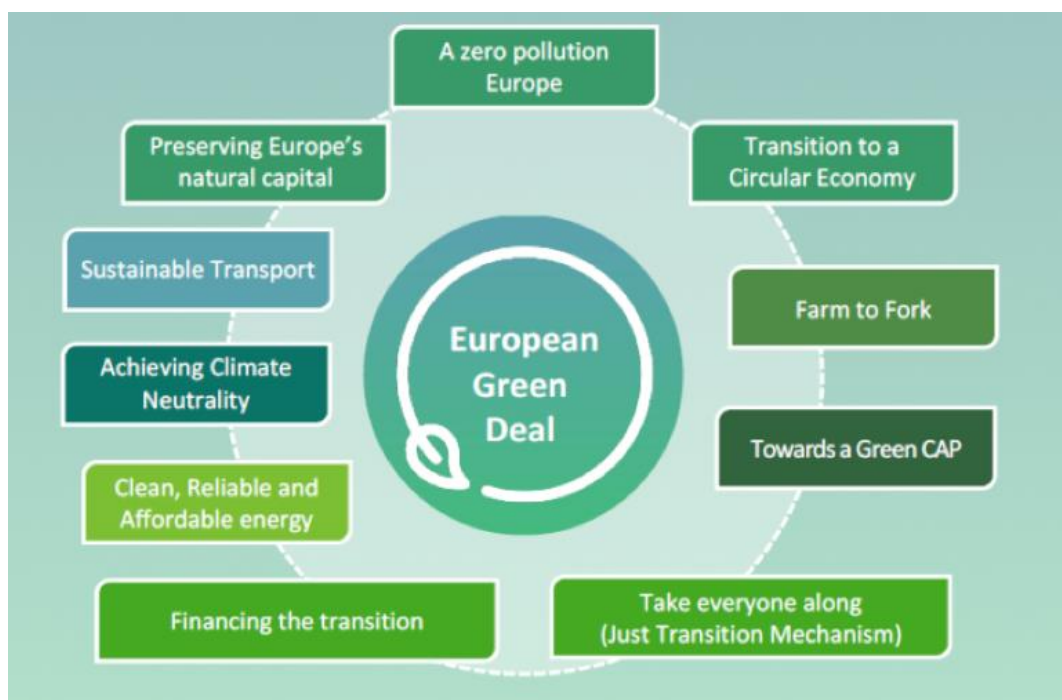 A zero pollution
Europe
Preserving Europe's
natural capital
Transition to a
Circular Economy
Sustainable Transport
Farm to Fork
European
Green
Deal
Achieving Climate
Neutrality
Towards a Green CAP
Clean, Reliable and
Affordable energy
Financing the transition
Take everyone along
(Just Transition Mechanism)